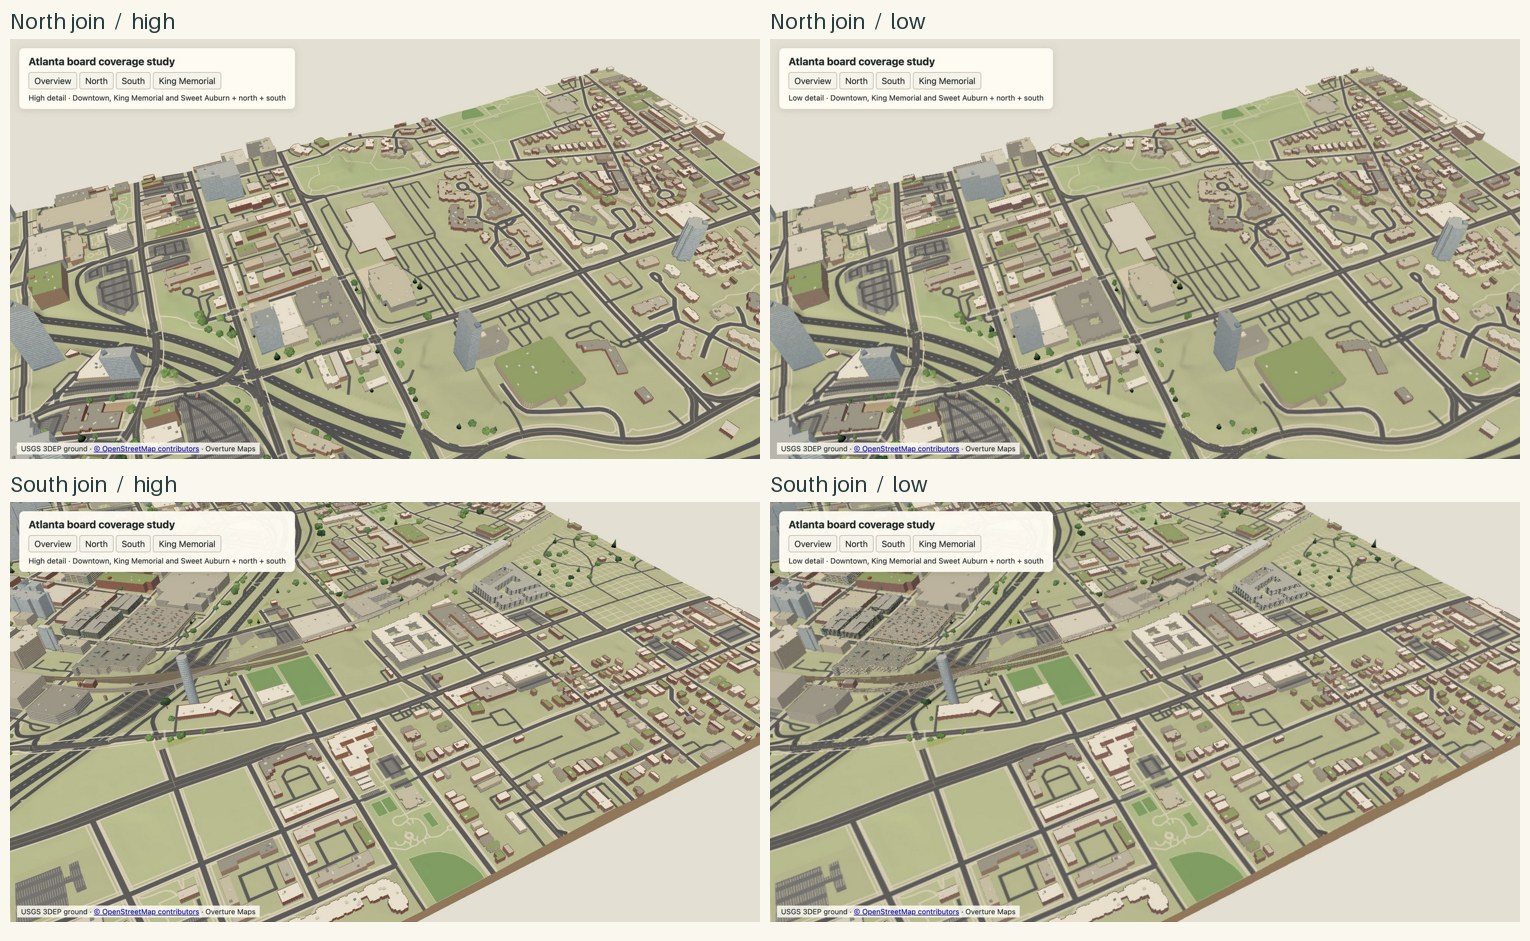 North join / high
Atlanta board coverage study
Overview North South King Memorial
High detail · Downtown, King Memorial and Sweet Auburn + north + south
USGS 3DEP ground · © OpenStreetMap contributors · Overture Maps
North join / low
Atlanta board coverage study
Overview North South King Memorial
Low detail · Downtown, King Memorial and Sweet Auburn + north + south
USGS 3DEP ground · © OpenStreetMap contributors · Overture Maps
South join / high
Atlanta board coverage study
Overview North South King Memorial
High detail · Downtown, King Memorial and Sweet Auburn + north + south
USGS 3DEP ground · © OpenStreetMap contributors · Overture Maps
South join / low
Atlanta board coverage study
Overview North South King Memorial
Low detail · Downtown, King Memorial and Sweet Auburn + north + south
USGS 3DEP ground · © OpenStreetMap contributors · Overture Maps